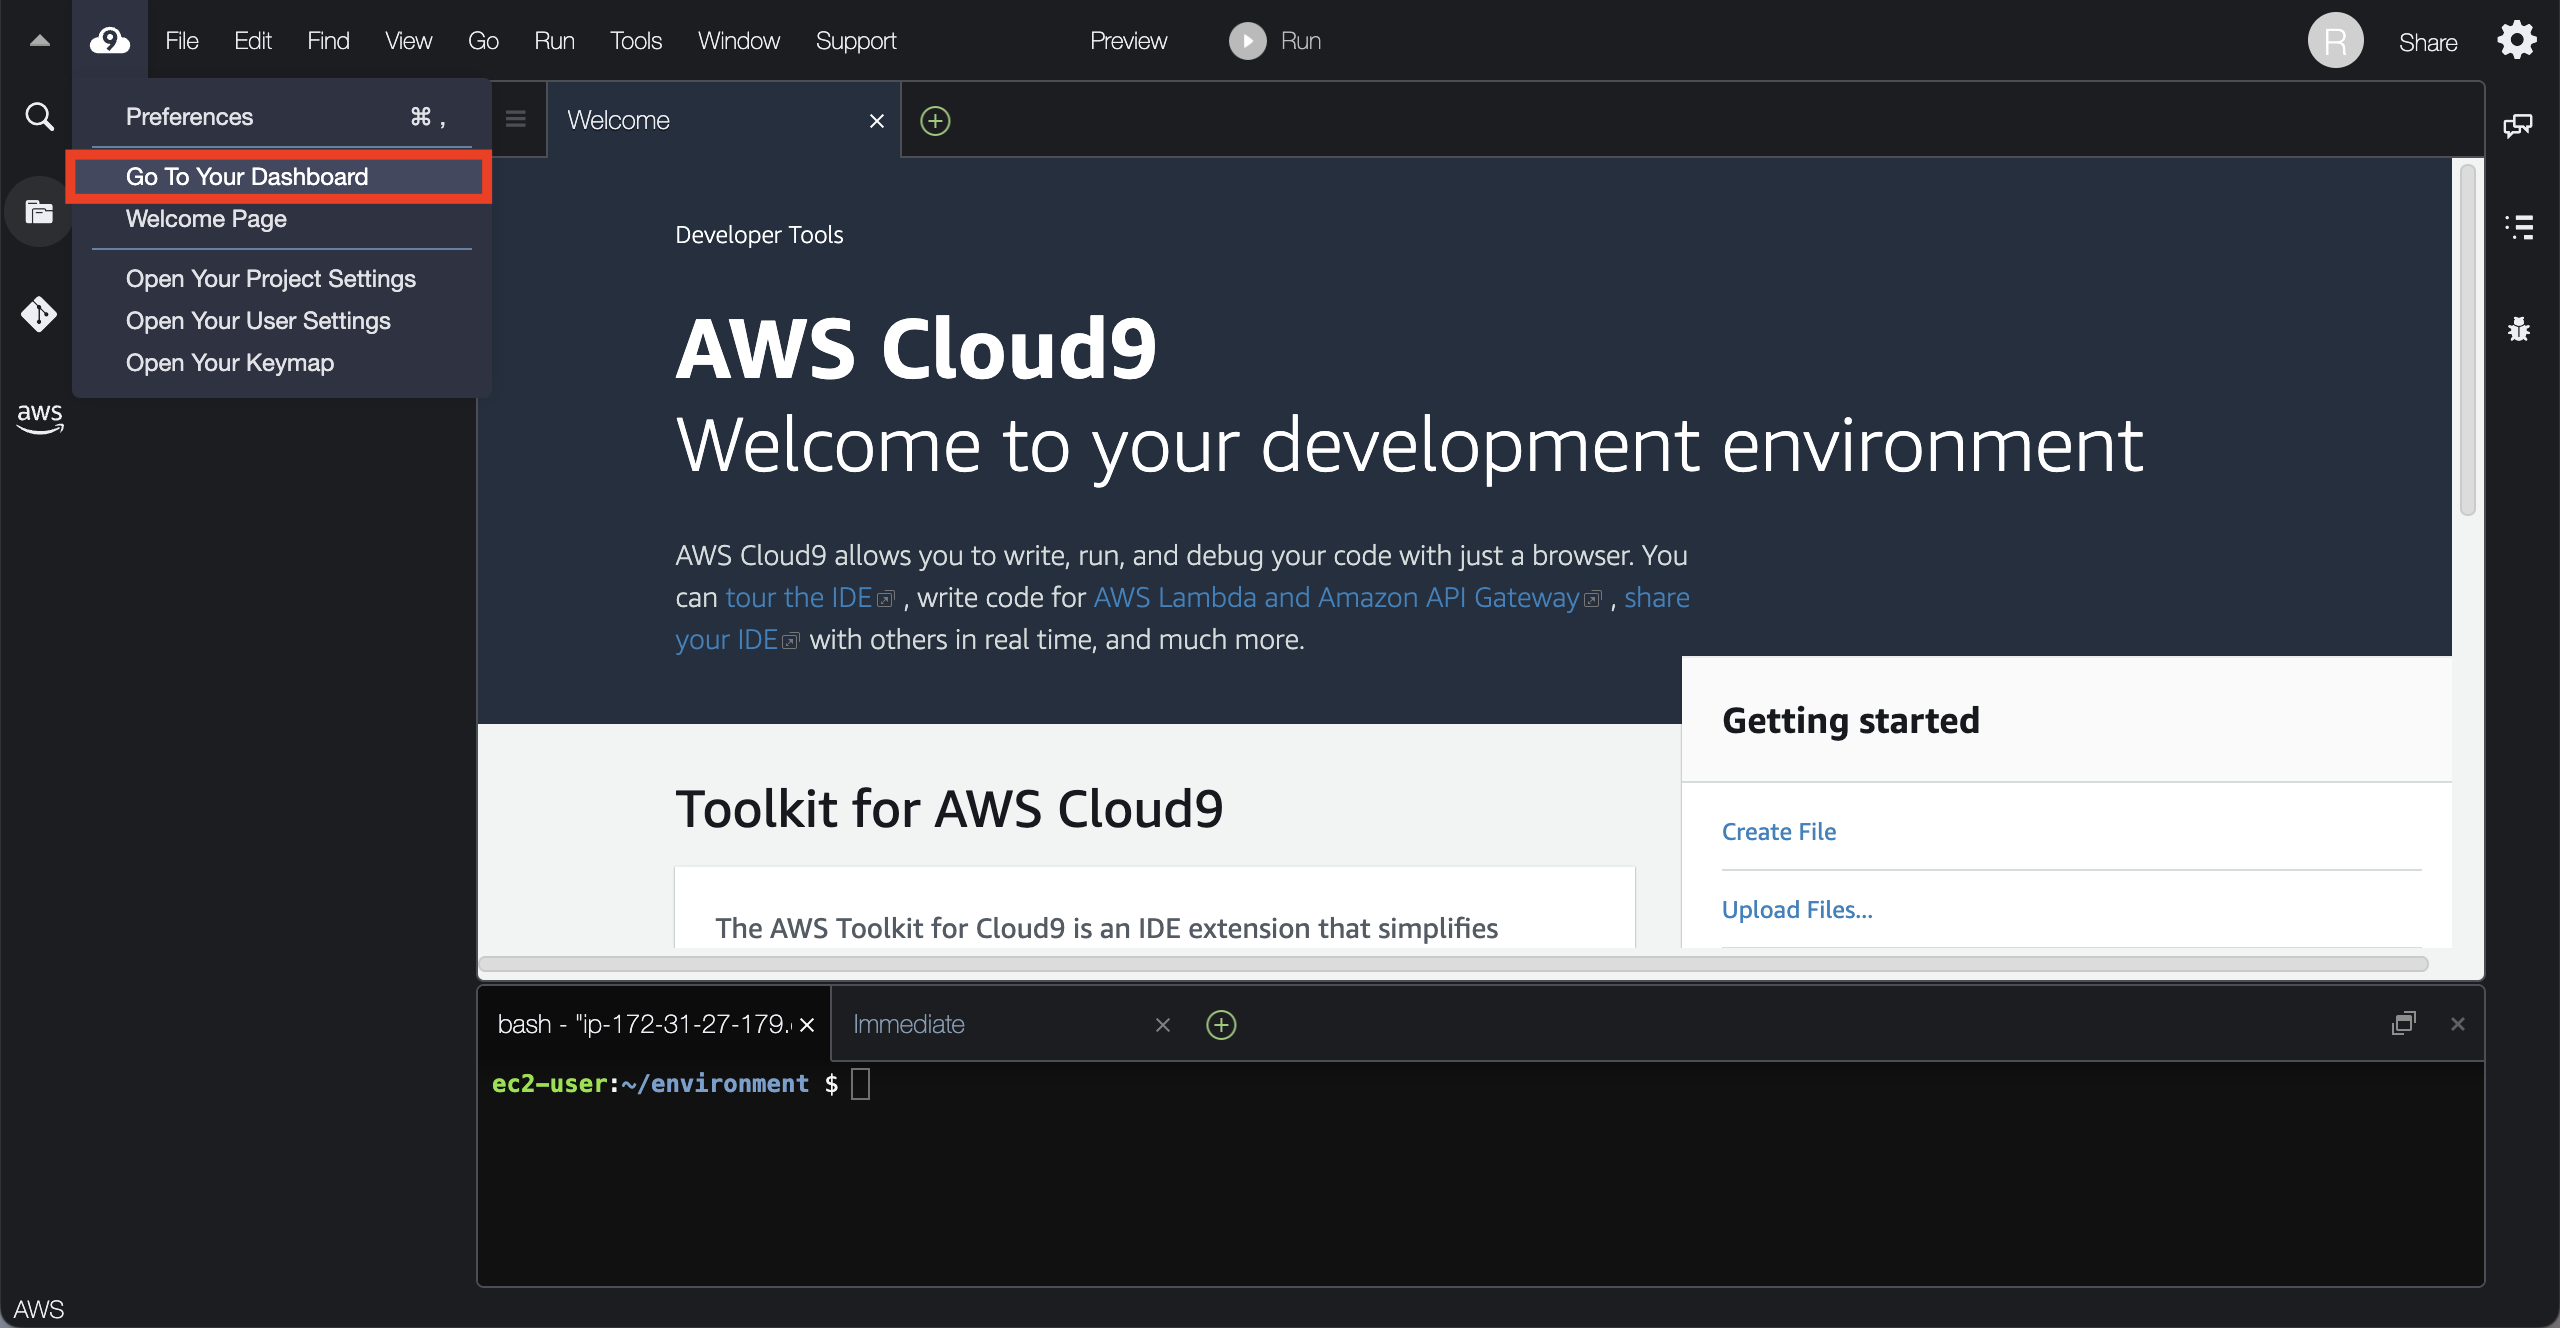 9 File Edit Find View Go Run Tools Window Support Preview Run R Share
Preferences ⌘ ,
Go To Your Dashboard
Welcome Page
Open Your Project Settings
Open Your User Settings
Open Your Keymap
aws
AWS
Welcome
Developer Tools
AWS Cloud9
Welcome to your development environment
AWS Cloud9 allows you to write, run, and debug your code with just a browser. You
can tour the IDE , write code for AWS Lambda and Amazon API Gateway , share
your IDE with others in real time, and much more.
Toolkit for AWS Cloud9
The AWS Toolkit for Cloud9 is an IDE extension that simplifies
Getting started
Create File
Upload Files...
bash - "ip-172-31-27-179. Immediate
ec2-user:~/environment $